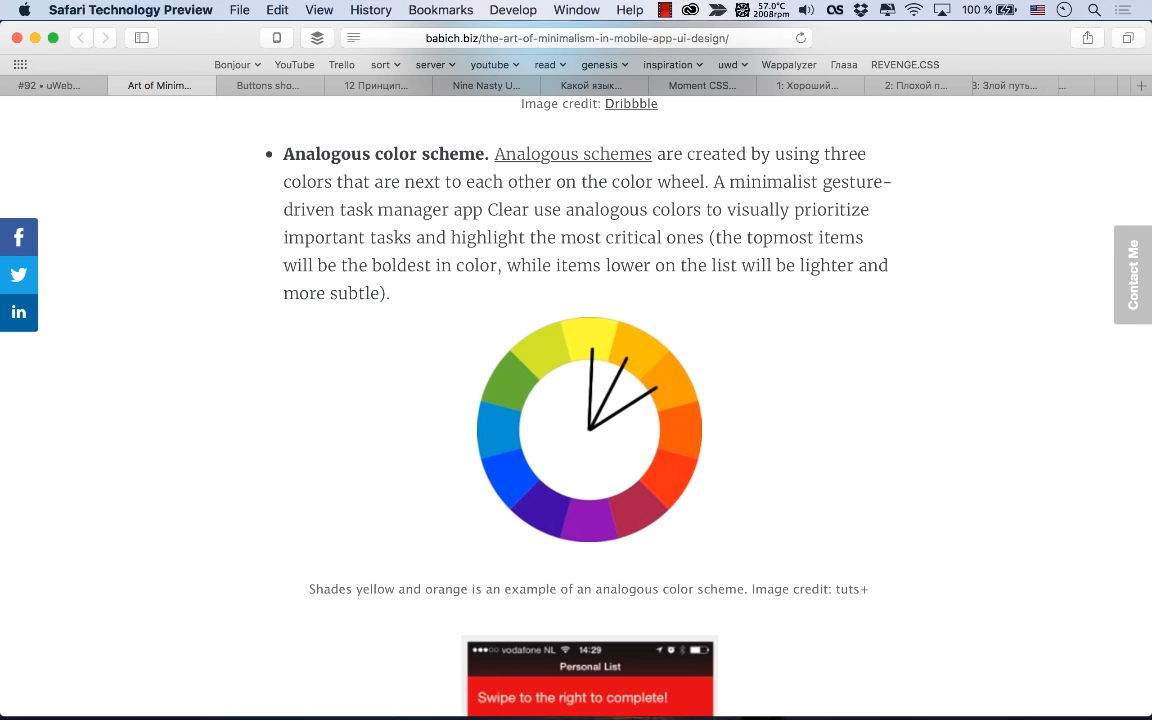 Safari Technology Preview File Edit View History Bookmarks Develop Window Help 57.0°C 2008rpm 100 %
babich.biz/the-art-of-minimalism-in-mobile-app-ui-design/
Bonjour YouTube Trello sort server youtube read genesis inspiration uwd Wappalyzer Глаза REVENGE.CSS
#92 • uWeb... Art of Minim... Buttons sho... 12 Принцип... Nine Nasty U... Какой язык... Moment CSS... 1: Хороший... 2: Плохой п... 3: Злой путь... ...
Image credit: Dribbble
• Analogous color scheme. Analogous schemes are created by using three
colors that are next to each other on the color wheel. A minimalist gesture-
driven task manager app Clear use analogous colors to visually prioritize
important tasks and highlight the most critical ones (the topmost items
will be the boldest in color, while items lower on the list will be lighter and
more subtle).
Contact Me
Shades yellow and orange is an example of an analogous color scheme. Image credit: tuts+
vodafone NL 14:29
Personal List
Swipe to the right to complete!